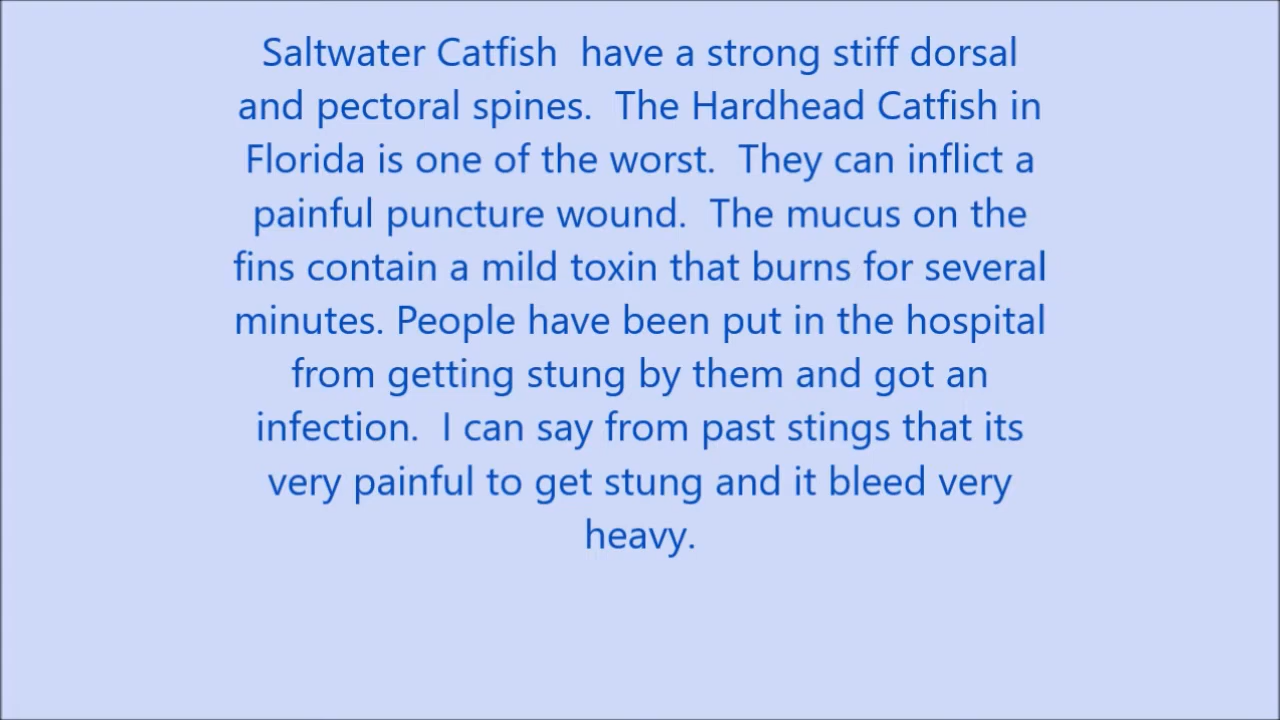 Saltwater Catfish  have a strong stiff dorsal
and pectoral spines.  The Hardhead Catfish in
Florida is one of the worst.  They can inflict a
painful puncture wound.  The mucus on the
fins contain a mild toxin that burns for several
minutes. People have been put in the hospital
from getting stung by them and got an
infection.  I can say from past stings that its
very painful to get stung and it bleed very
heavy.